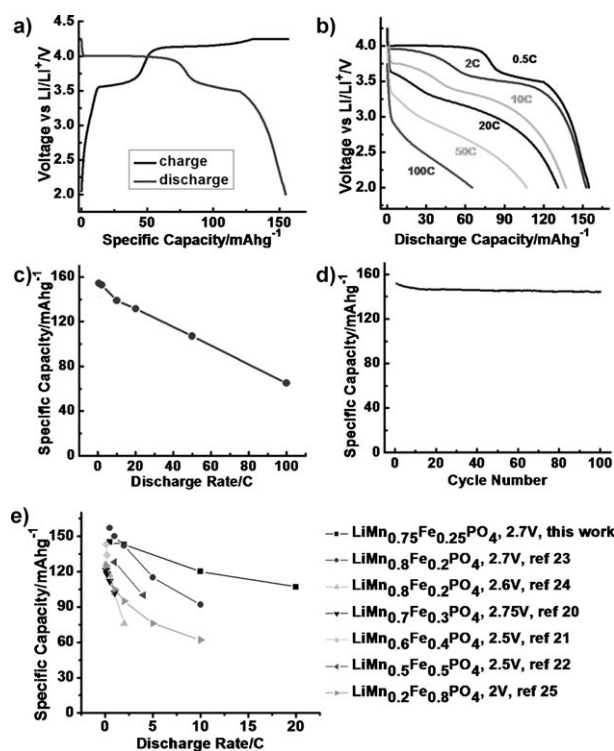 a)
4.5
4.0
3.5
3.0
2.5
2.0
Voltage vs Li/Li+/V
charge
discharge
0 50 100 150
Specific Capacity/mAhg-1
b)
4.5
4.0
3.5
3.0
2.5
2.0
Voltage vs Li/Li+/V
2C
0.5C
10C
20C
50C
100C
0 30 60 90 120 150
Discharge Capacity/mAhg-1
c)
160
120
80
40
0
Specific Capacity/mAhg-1
0 20 40 60 80 100
Discharge Rate/C
d)
150
100
50
0
Specific Capacity/mAhg-1
0 20 40 60 80 100
Cycle Number
e)
150
120
90
60
30
0
Specific Capacity/mAhg-1
0 5 10 15 20
Discharge Rate/C
LiMn0.75Fe0.25PO4, 2.7V, this work
LiMn0.8Fe0.2PO4, 2.7V, ref 23
LiMn0.8Fe0.2PO4, 2.6V, ref 24
LiMn0.7Fe0.3PO4, 2.75V, ref 20
LiMn0.6Fe0.4PO4, 2.5V, ref 21
LiMn0.5Fe0.5PO4, 2.5V, ref 22
LiMn0.2Fe0.8PO4, 2V, ref 25